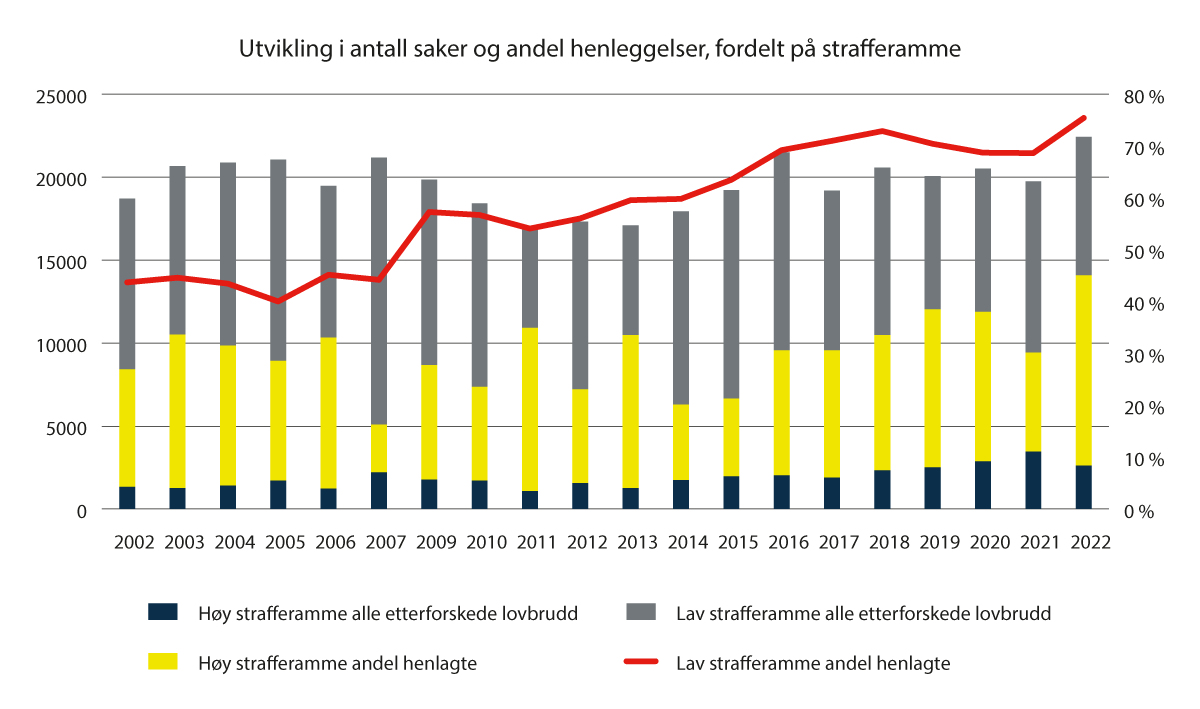 Utvikling i antall saker og andel henleggelser, fordelt på strafferamme
25000 80 %
70 %
20000
60 %
15000 50 %
40 %
10000
30 %
20 %
5000
10 %
0 0 %
2002 2003 2004 2005 2006 2007 2009 2010 2011 2012 2013 2014 2015 2016 2017 2018 2019 2020 2021 2022
Høy strafferamme alle etterforskede lovbrudd Lav strafferamme alle etterforskede lovbrudd
Høy strafferamme andel henlagte Lav strafferamme andel henlagte